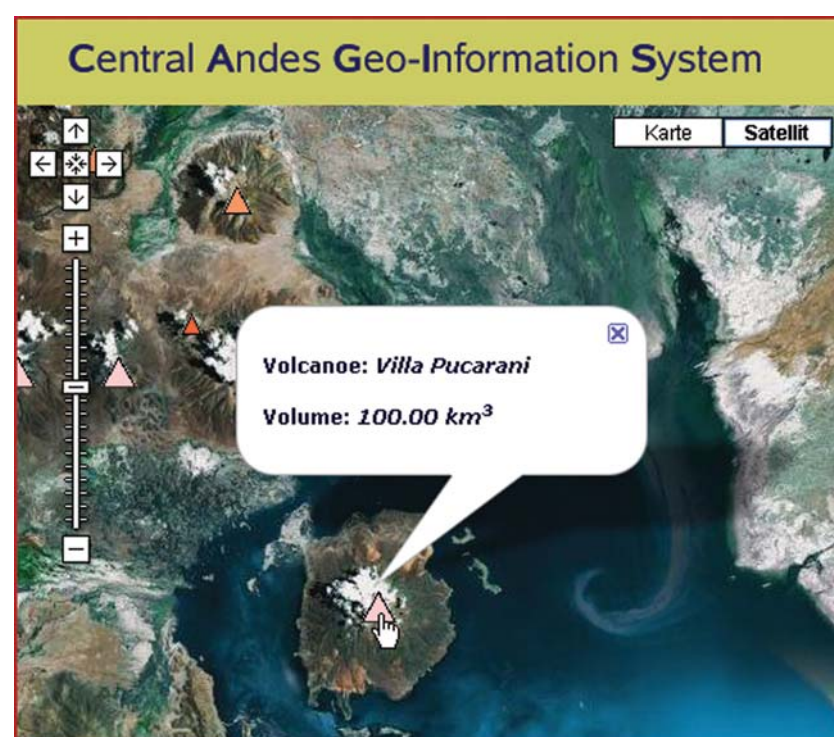 Central Andes Geo-Information System
Karte Satellit
Volcanoe: Villa Pucarani
Volume: 100.00 km³